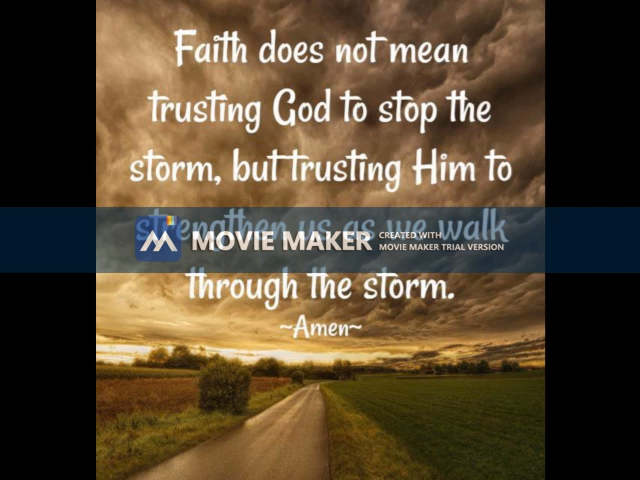 Faith does not mean
trusting God to stop the
storm, but trusting Him to
strengthen us as we walk
MOVIE MAKER
CREATED WITH
MOVIE MAKER TRIAL VERSION
through the storm.
~Amen~